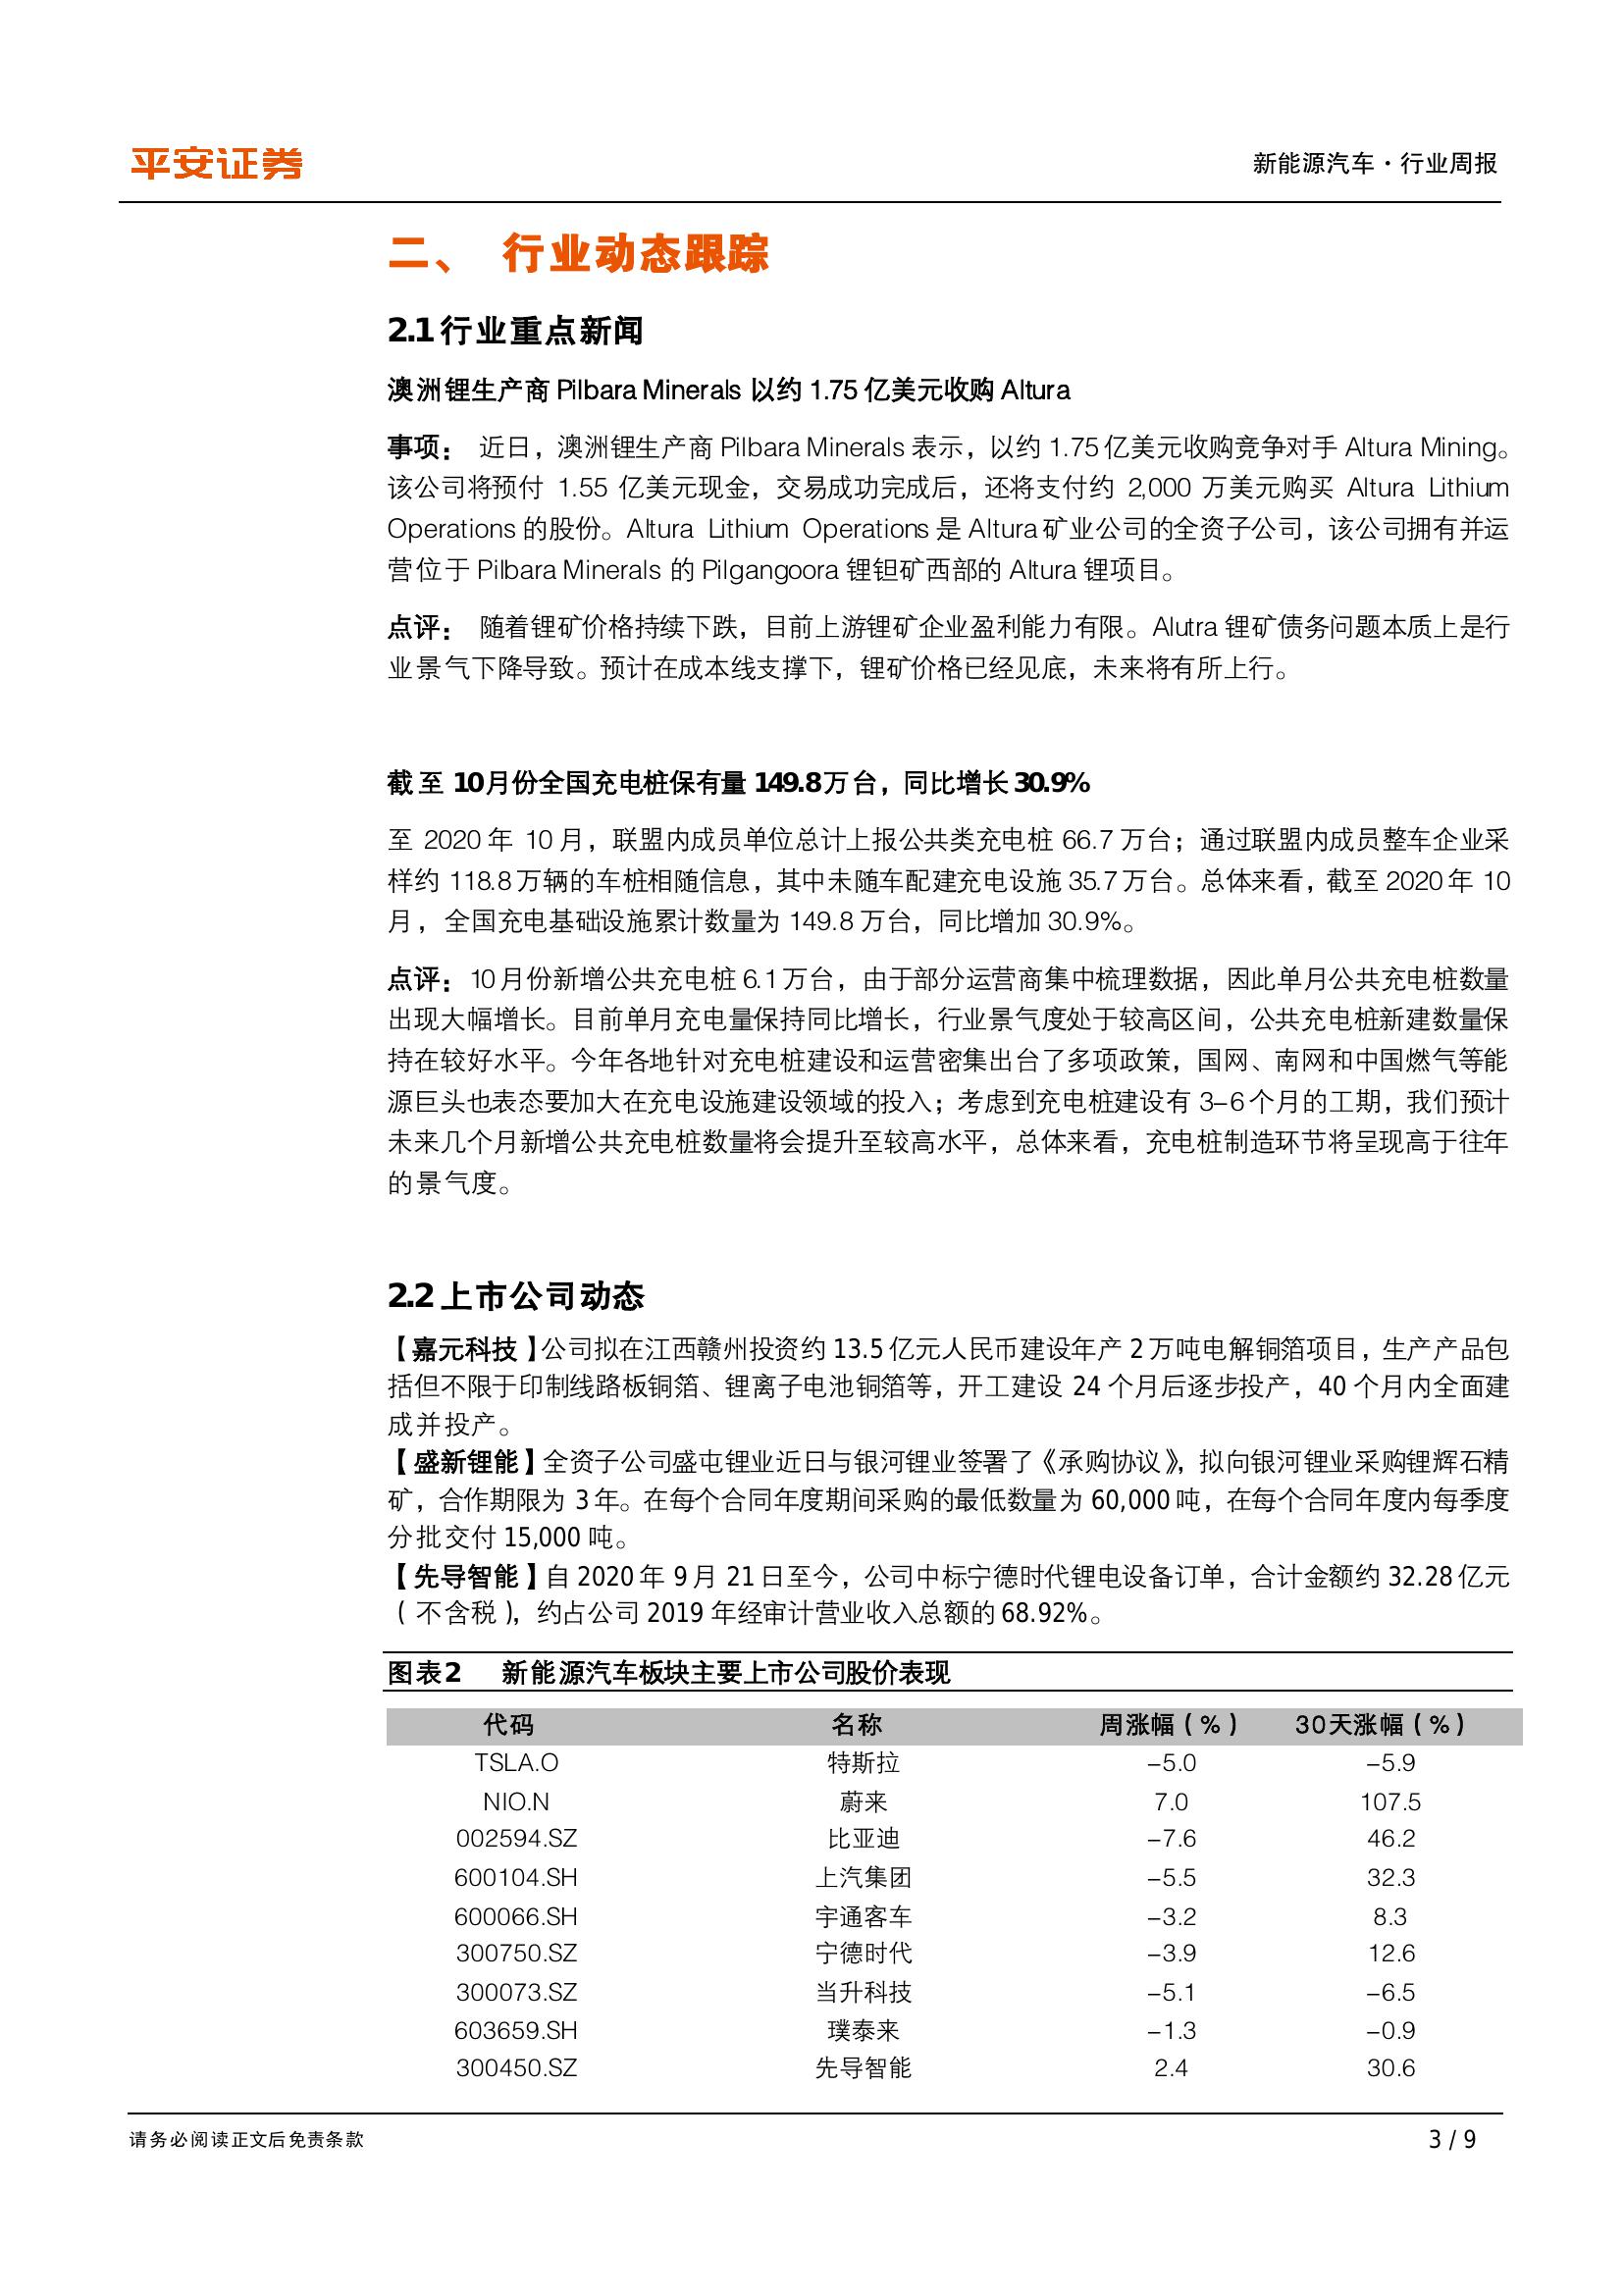 平安证券
新能源汽车·行业周报
二、 行业动态跟踪
2.1 行业重点新闻
澳洲锂生产商 Pilbara Minerals 以约 1.75 亿美元收购 Altura
事项： 近日，澳洲锂生产商 Pilbara Minerals 表示，以约 1.75 亿美元收购竞争对手 Altura Mining。
该公司将预付 1.55 亿美元现金，交易成功完成后，还将支付约 2,000 万美元购买 Altura Lithium
Operations 的股份。Altura Lithium Operations 是 Altura 矿业公司的全资子公司，该公司拥有并运
营位于 Pilbara Minerals 的 Pilgangoora 锂钽矿西部的 Altura 锂项目。
点评： 随着锂矿价格持续下跌，目前上游锂矿企业盈利能力有限。Alutra 锂矿债务问题本质上是行
业景气下降导致。预计在成本线支撑下，锂矿价格已经见底，未来将有所上行。
截至 10月份全国充电桩保有量 149.8万台，同比增长 30.9%
至 2020 年 10 月，联盟内成员单位总计上报公共类充电桩 66.7 万台；通过联盟内成员整车企业采
样约 118.8 万辆的车桩相随信息，其中未随车配建充电设施 35.7 万台。总体来看，截至 2020 年 10
月，全国充电基础设施累计数量为 149.8 万台，同比增加 30.9%。
点评：10 月份新增公共充电桩 6.1 万台，由于部分运营商集中梳理数据，因此单月公共充电桩数量
出现大幅增长。目前单月充电量保持同比增长，行业景气度处于较高区间，公共充电桩新建数量保
持在较好水平。今年各地针对充电桩建设和运营密集出台了多项政策，国网、南网和中国燃气等能
源巨头也表态要加大在充电设施建设领域的投入；考虑到充电桩建设有 3-6 个月的工期，我们预计
未来几个月新增公共充电桩数量将会提升至较高水平，总体来看，充电桩制造环节将呈现高于往年
的景气度。
2.2 上市公司动态
【嘉元科技】公司拟在江西赣州投资约 13.5 亿元人民币建设年产 2 万吨电解铜箔项目，生产产品包
括但不限于印制线路板铜箔、锂离子电池铜箔等，开工建设 24 个月后逐步投产，40 个月内全面建
成并投产。
【盛新锂能】全资子公司盛屯锂业近日与银河锂业签署了《承购协议》，拟向银河锂业采购锂辉石精
矿，合作期限为 3 年。在每个合同年度期间采购的最低数量为 60,000 吨，在每个合同年度内每季度
分批交付 15,000 吨。
【先导智能】自 2020 年 9 月 21 日至今，公司中标宁德时代锂电设备订单，合计金额约 32.28 亿元
（不含税），约占公司 2019 年经审计营业收入总额的 68.92%。
图表2 新能源汽车板块主要上市公司股价表现
代码 名称 周涨幅（%） 30天涨幅（%）
TSLA.O 特斯拉 -5.0 -5.9
NIO.N 蔚来 7.0 107.5
002594.SZ 比亚迪 -7.6 46.2
600104.SH 上汽集团 -5.5 32.3
600066.SH 宇通客车 -3.2 8.3
300750.SZ 宁德时代 -3.9 12.6
300073.SZ 当升科技 -5.1 -6.5
603659.SH 璞泰来 -1.3 -0.9
300450.SZ 先导智能 2.4 30.6
请务必阅读正文后免责条款
3 / 9